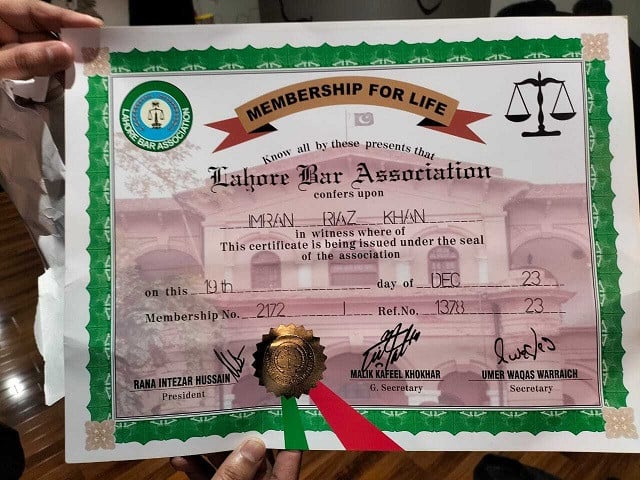 LAHORE BAR ASSOCIATION
MEMBERSHIP FOR LIFE
Know all by these presents that
Lahore Bar Association
confers upon
IMRAN RIAZ KHAN
in witness where of
This certificate is being issued under the seal
of the association
on this 19th day of DEC 23
Membership No. 2172 / Ref.No. 1378 23
RANA INTEZAR HUSSAIN
President
MALIK KAFEEL KHOKHAR
G. Secretary
UMER WAQAS WARRAICH
Secretary